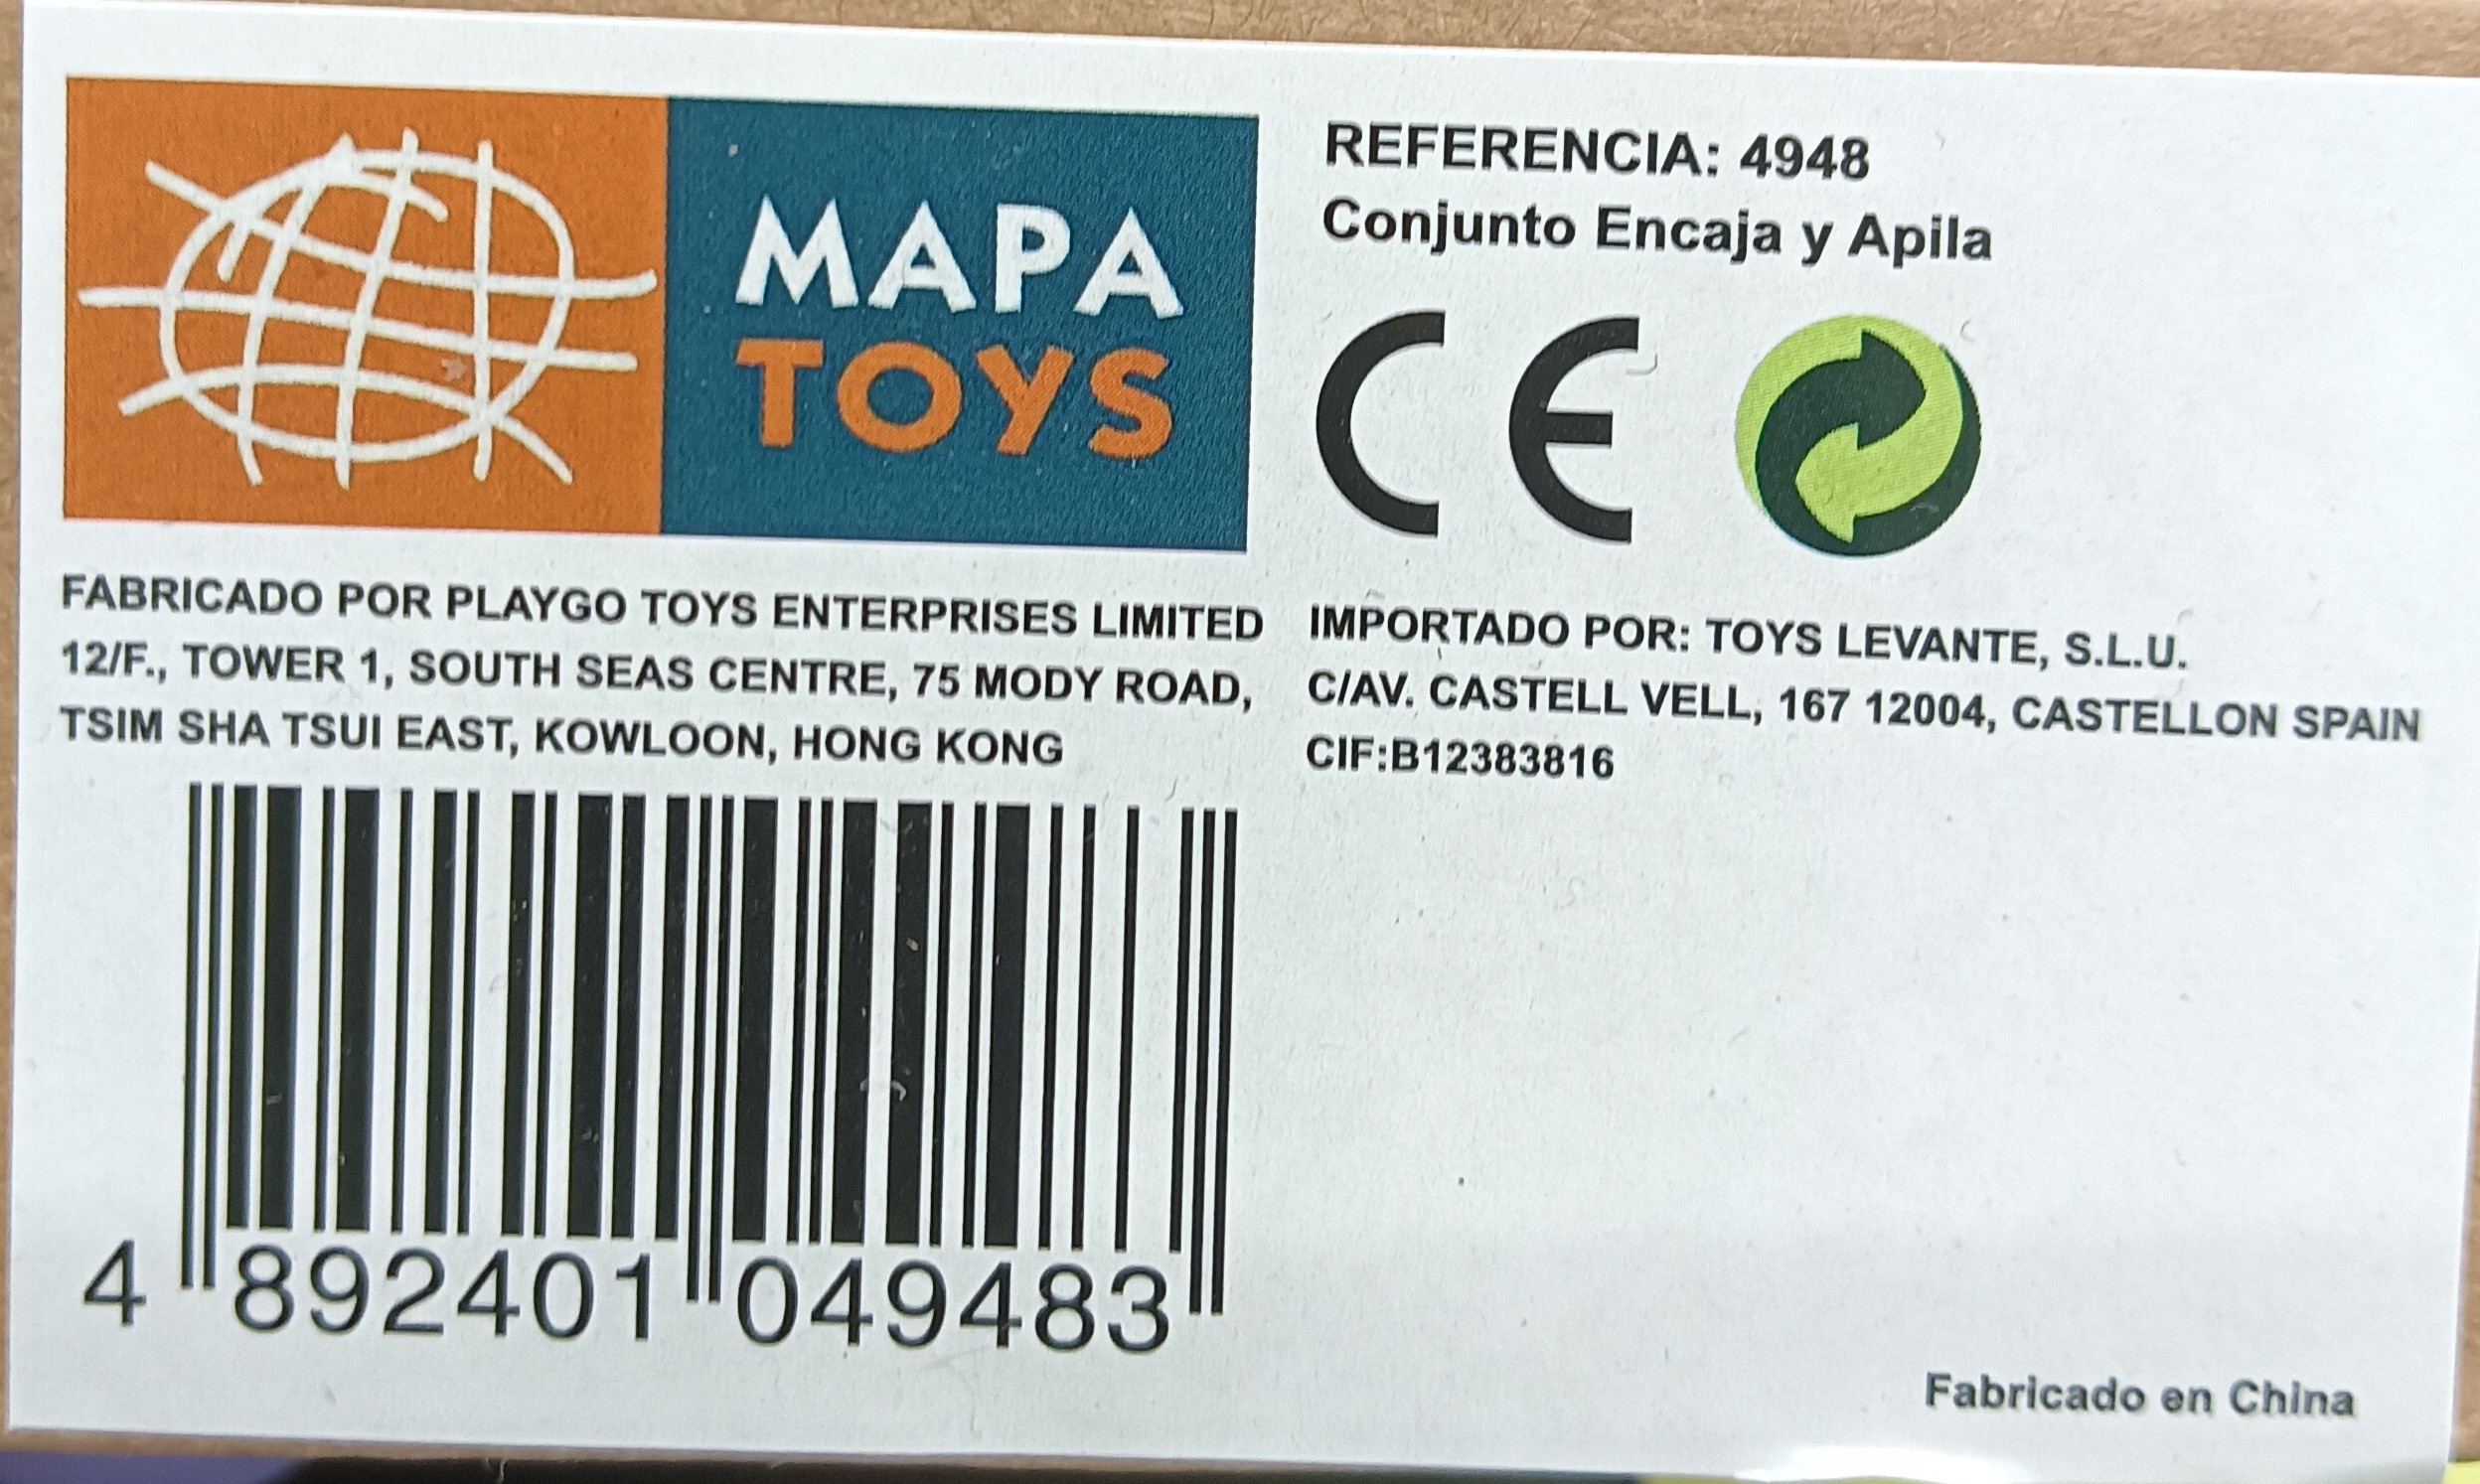 MAPA
TOYS
REFERENCIA: 4948
Conjunto Encaja y Apila
CE
FABRICADO POR PLAYGO TOYS ENTERPRISES LIMITED
12/F., TOWER 1, SOUTH SEAS CENTRE, 75 MODY ROAD,
TSIM SHA TSUI EAST, KOWLOON, HONG KONG
IMPORTADO POR: TOYS LEVANTE, S.L.U.
C/AV. CASTELL VELL, 167 12004, CASTELLON SPAIN
CIF:B12383816
4 892401 049483
Fabricado en China